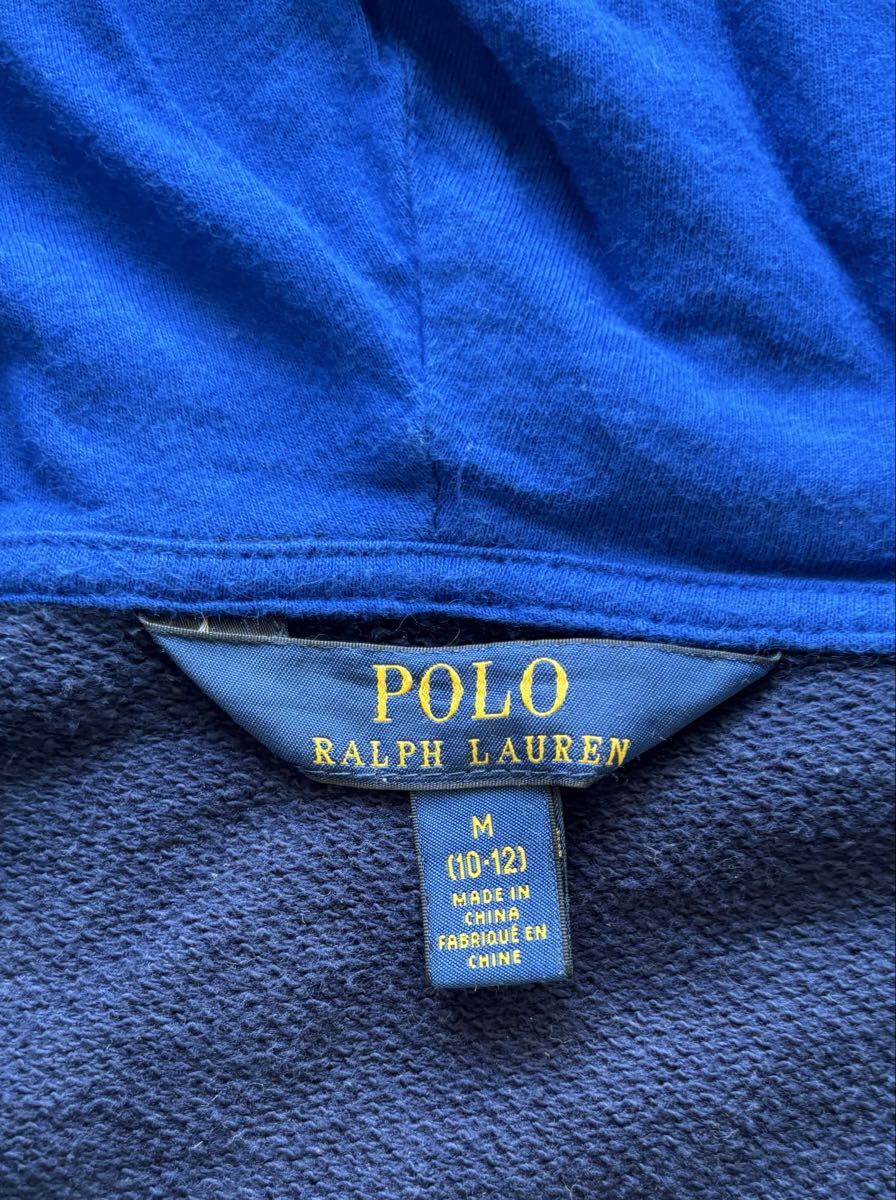 POLO
RALPH LAUREN
M
(10-12)
MADE IN
CHINA
FABRIQUÉ EN
CHINE